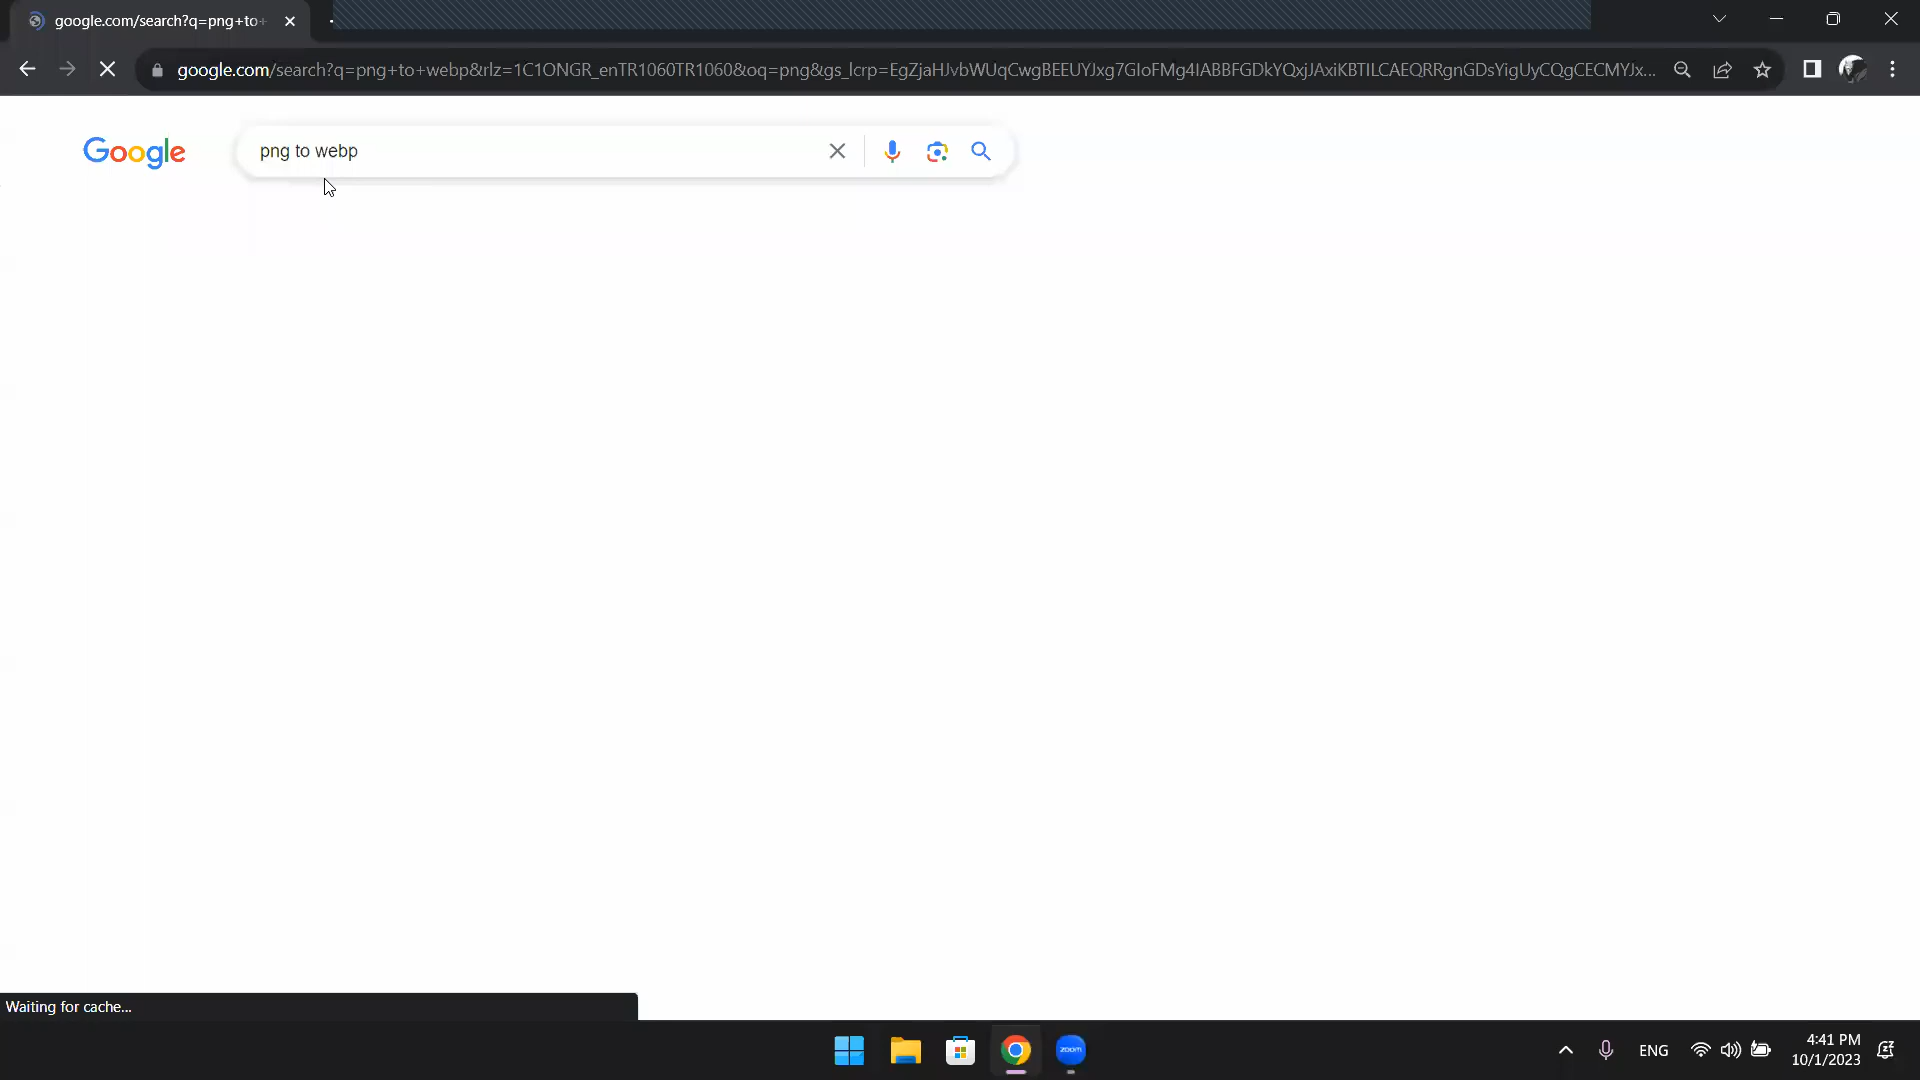 google.com/search?q=png+to+
google.com/search?q=png+to+webp&rlz=1C1ONGR_enTR1060TR1060&oq=png&gs_lcrp=EgZjaHJvbWUqCwgBEEUYJxg7GIoFMg4IABBFGDkYQxjJAxiKBTILCAEQRRgnGDsYigUyCQgCECMYJx...
Google
png to webp
Waiting for cache...
zoom
ENG
4:41 PM
10/1/2023